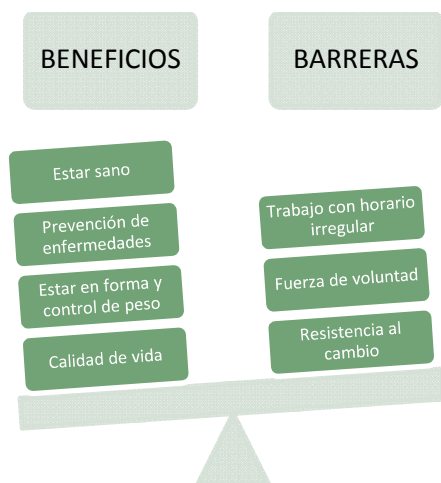 BENEFICIOS
BARRERAS
Estar sano
Prevención de
enfermedades
Estar en forma y
control de peso
Calidad de vida
Trabajo con horario
irregular
Fuerza de voluntad
Resistencia al
cambio